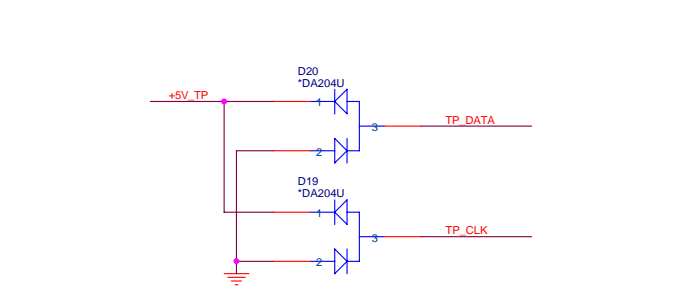 D20
*DA204U
+5V_TP
1
TP_DATA
3
2
D19
*DA204U
1
TP_CLK
3
2